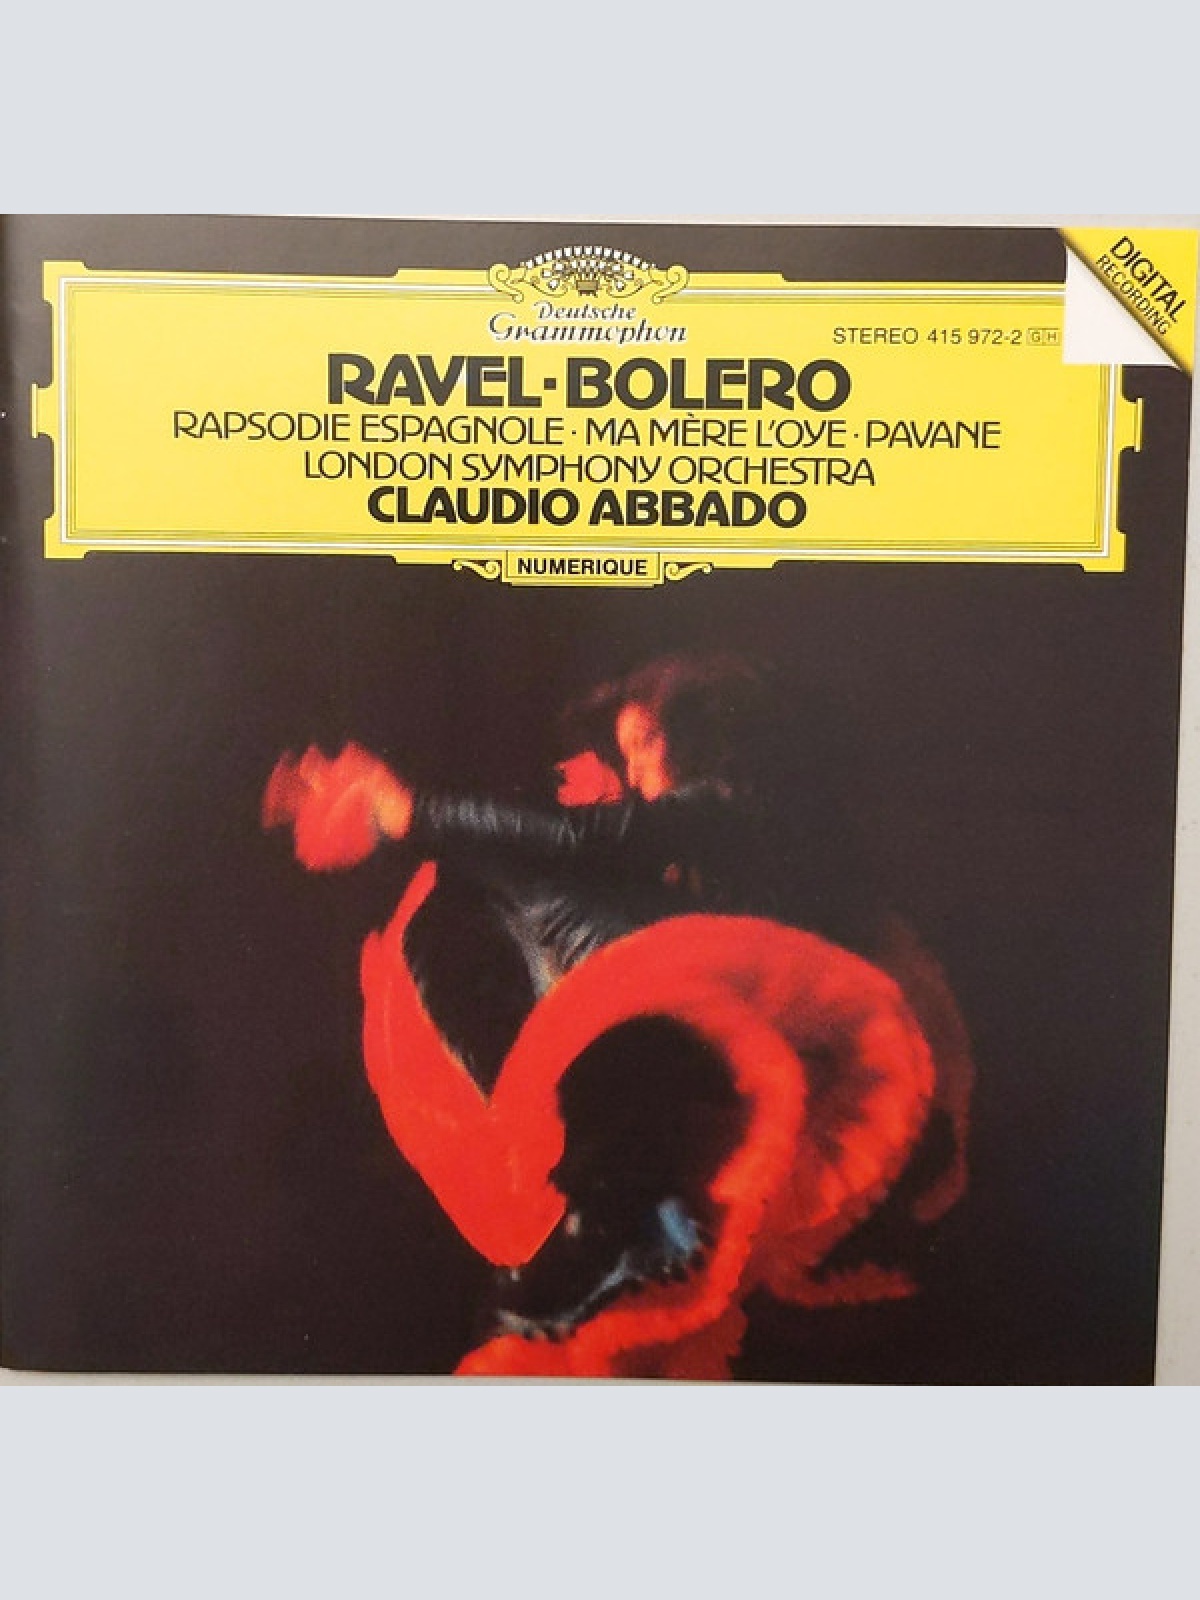 DIGITAL
RECORDING
Deutsche
Grammophon
STEREO 415 972-2 GH
RAVEL·BOLERO
RAPSODIE ESPAGNOLE · MA MÈRE L'OYE · PAVANE
LONDON SYMPHONY ORCHESTRA
CLAUDIO ABBADO
NUMERIQUE